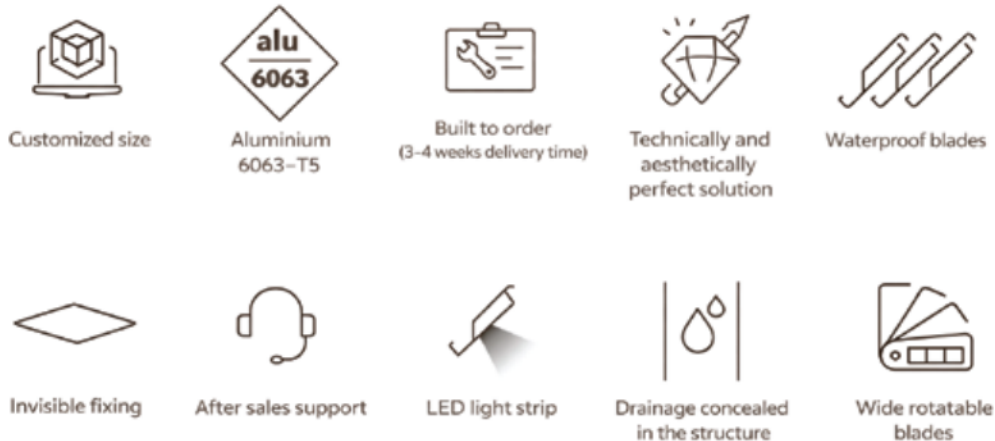 alu
6063
Customized size
Aluminium
6063-T5
Built to order
(3-4 weeks delivery time)
Technically and
aesthetically
perfect solution
Waterproof blades
Invisible fixing
After sales support
LED light strip
Drainage concealed
in the structure
Wide rotatable
blades